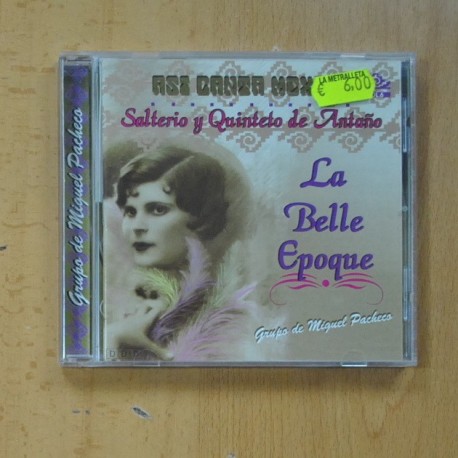 Grupo de Miguel Pacheco
ASI CANTA
LA METRALLETA
€ 6,00
Salterio y Quinteto de Antaño
La
Belle
Epoque
Grupo de Miguel Pacheco